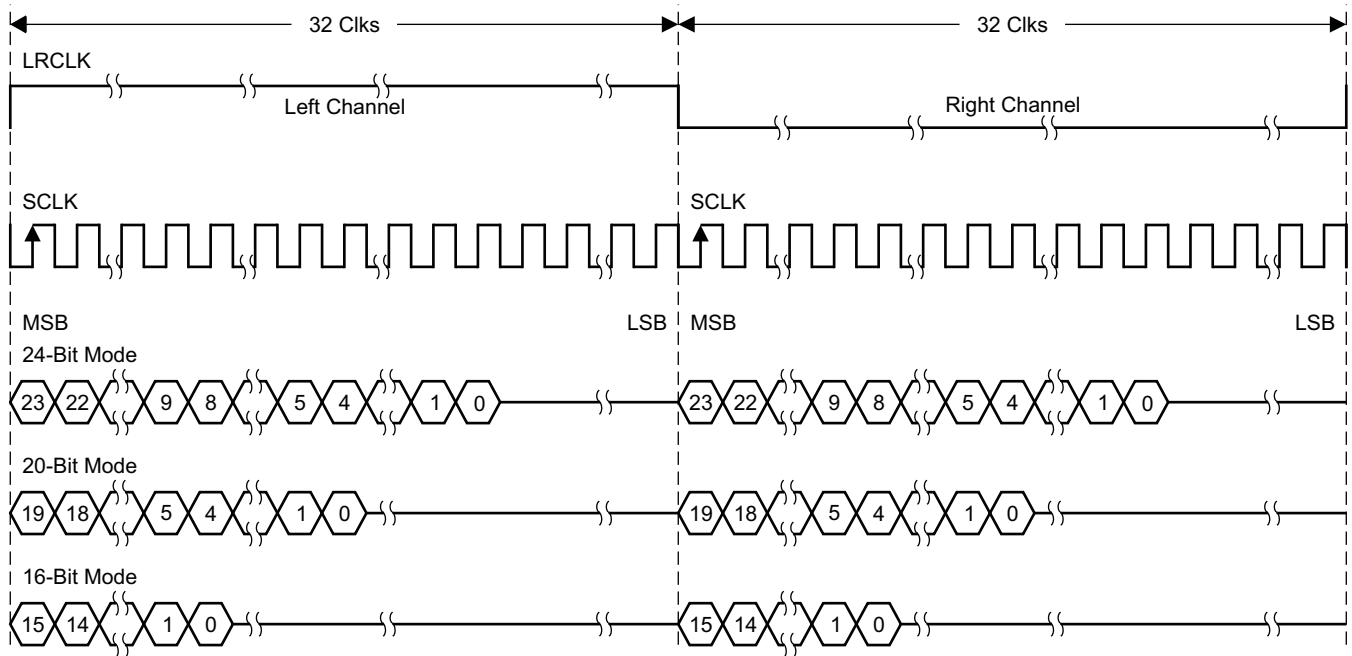 32 Clks 32 Clks
LRCLK
Left Channel Right Channel
SCLK SCLK
MSB LSB MSB LSB
24-Bit Mode
23 22 9 8 5 4 1 0 23 22 9 8 5 4 1 0
20-Bit Mode
19 18 5 4 1 0 19 18 5 4 1 0
16-Bit Mode
15 14 1 0 15 14 1 0